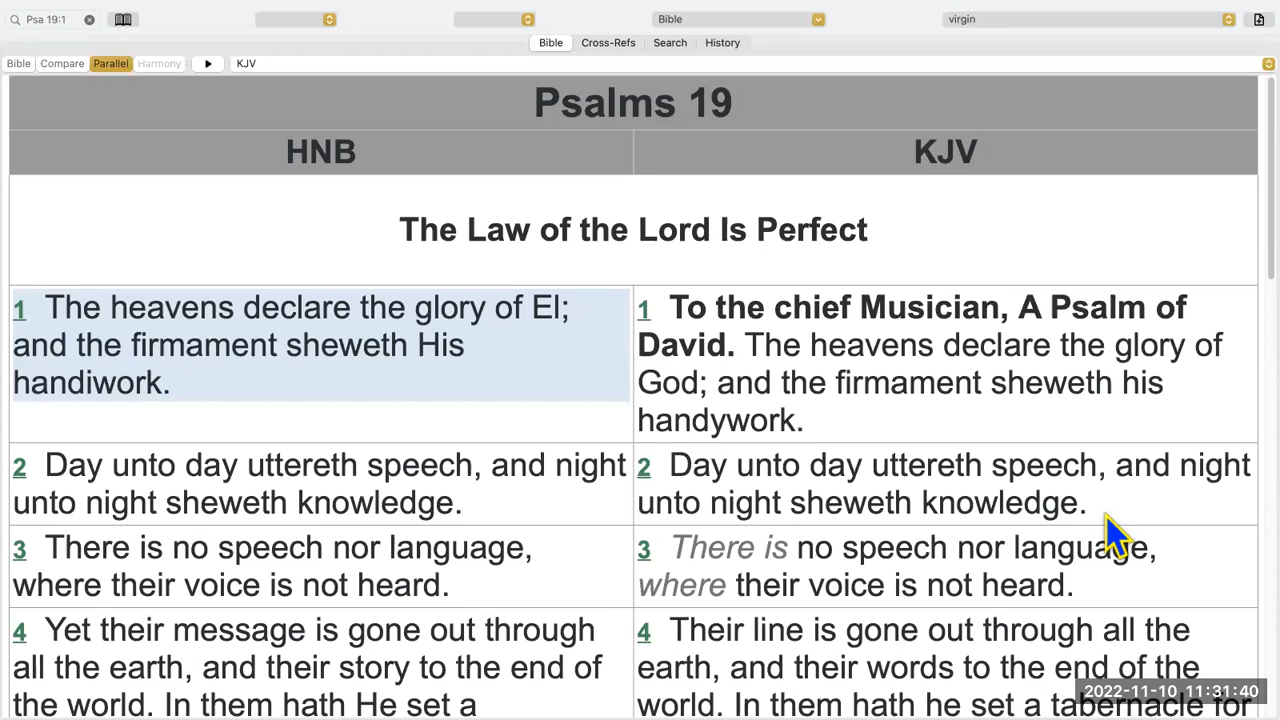 Psa 19:1 Bible virgin
Bible Cross-Refs Search History
Bible Compare Parallel Harmony KJV
Psalms 19
HNB KJV
The Law of the Lord Is Perfect
1 The heavens declare the glory of El;
and the firmament sheweth His
handiwork.
1 To the chief Musician, A Psalm of
David. The heavens declare the glory of
God; and the firmament sheweth his
handywork.
2 Day unto day uttereth speech, and night
unto night sheweth knowledge.
2 Day unto day uttereth speech, and night
unto night sheweth knowledge.
3 There is no speech nor language,
where their voice is not heard.
3 There is no speech nor language,
where their voice is not heard.
4 Yet their message is gone out through
all the earth, and their story to the end of
the world. In them hath He set a
4 Their line is gone out through all the
earth, and their words to the end of the
world. In them hath he set a tabernacle for
2022-11-10 11:31:40